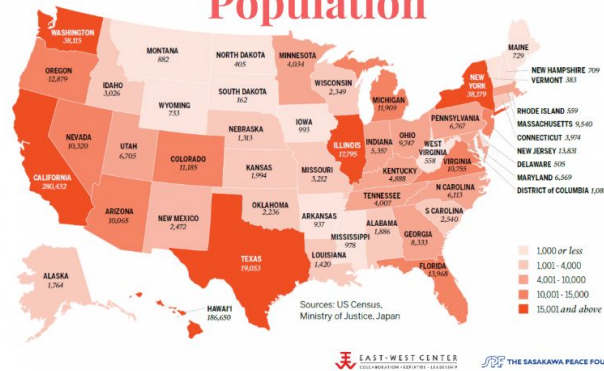 Population
WASHINGTON
38,115
MONTANA
882
NORTH DAKOTA
405
MINNESOTA
4,034
MAINE
729
OREGON
12,879
IDAHO
3,026
SOUTH DAKOTA
162
WISCONSIN
2,349
MICHIGAN
11,909
NEW
YORK
38,179
NEW HAMPSHIRE 709
VERMONT 383
WYOMING
733
IOWA
993
PENNSYLVANIA
6,767
RHODE ISLAND 559
MASSACHUSETTS 9,540
CONNECTICUT 3,974
NEW JERSEY 13,831
DELAWARE 505
MARYLAND 6,569
DISTRICT of COLUMBIA
NEVADA
10,320
UTAH
6,705
COLORADO
11,185
NEBRASKA
1,313
ILLINOIS
17,795
INDIANA
5,357
OHIO
9,747
WEST
VIRGINIA
558
VIRGINIA
10,755
CALIFORNIA
280,432
KANSAS
1,994
MISSOURI
3,212
KENTUCKY
4,888
N CAROLINA
6,113
ARIZONA
10,065
NEW MEXICO
2,472
OKLAHOMA
2,236
ARKANSAS
937
TENNESSEE
4,007
S CAROLINA
2,540
TEXAS
19,053
LOUISIANA
1,420
MISSISSIPPI
978
ALABAMA
1,886
GEORGIA
8,333
FLORIDA
13,968
ALASKA
1,764
HAWAI'I
186,650
Sources: US Census,
Ministry of Justice, Japan
1,000 or less
1,001 - 4,000
4,001 - 10,000
10,001 - 15,000
15,001 and above
EAST-WEST CENTER
COLLABORATION • EXPERTISE • LEADERSHIP
SPF THE SASAKAWA PEACE FOU